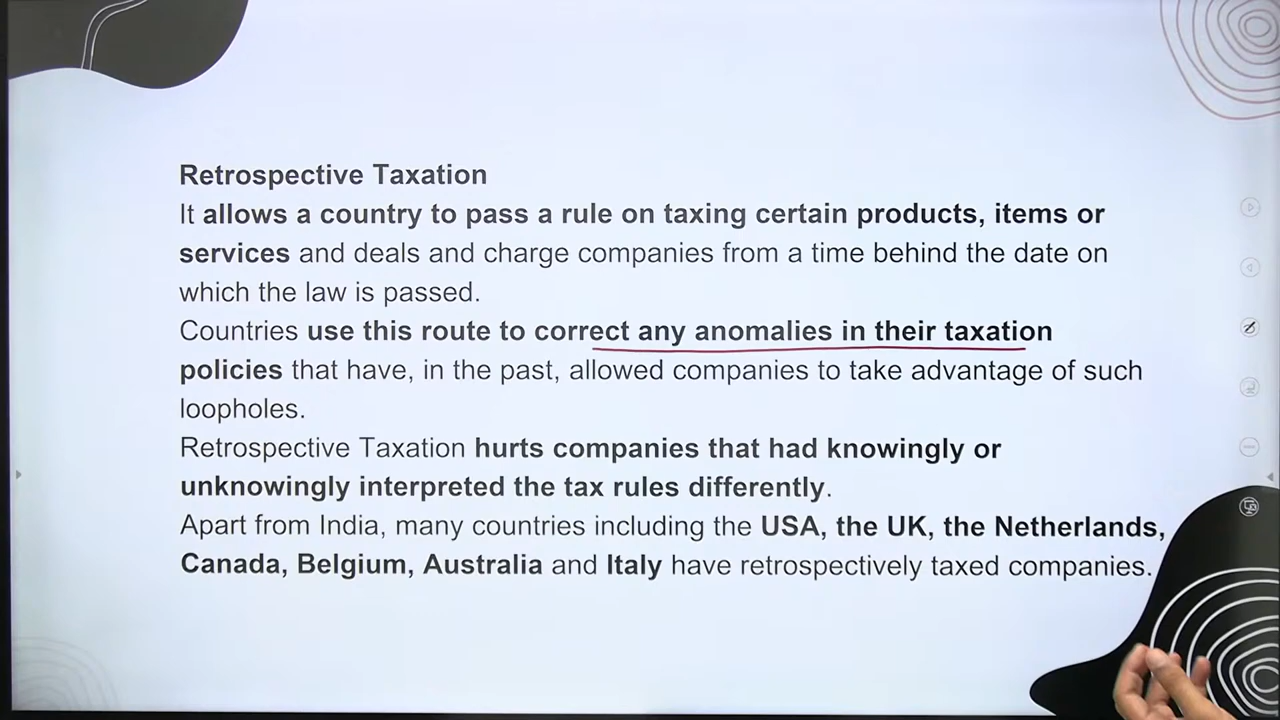 Retrospective Taxation
It allows a country to pass a rule on taxing certain products, items or
services and deals and charge companies from a time behind the date on
which the law is passed.
Countries use this route to correct any anomalies in their taxation
policies that have, in the past, allowed companies to take advantage of such
loopholes.
Retrospective Taxation hurts companies that had knowingly or
unknowingly interpreted the tax rules differently.
Apart from India, many countries including the USA, the UK, the Netherlands,
Canada, Belgium, Australia and Italy have retrospectively taxed companies.